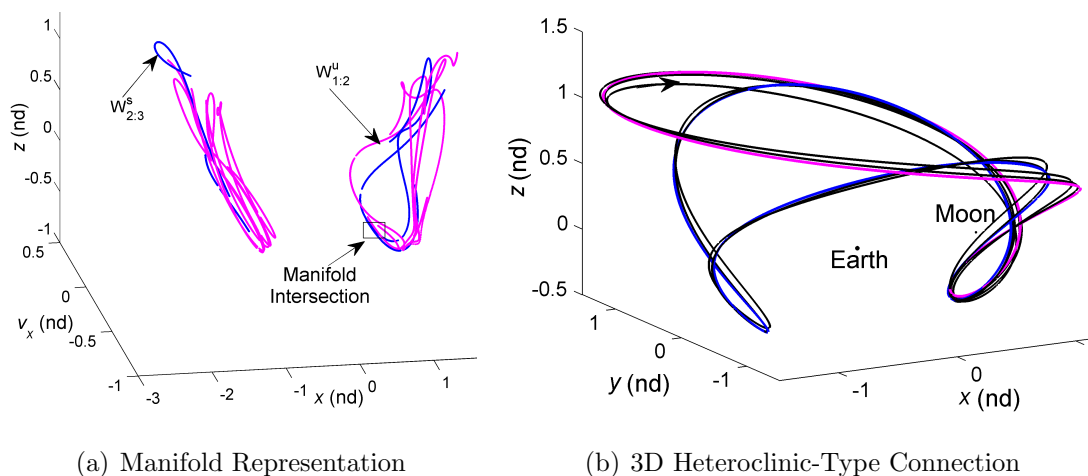 1
0.5
0
-0.5
-1
z (nd)
0.5
0
-0.5
-1
v_x (nd)
-3
-2
-1
0
1
x (nd)
W^s_{2:3}
W^u_{1:2}
Manifold
Intersection
(a) Manifold Representation
1.5
1
0.5
0
-0.5
z (nd)
1
0
-1
y (nd)
-1
0
x (nd)
Moon
Earth
(b) 3D Heteroclinic-Type Connection